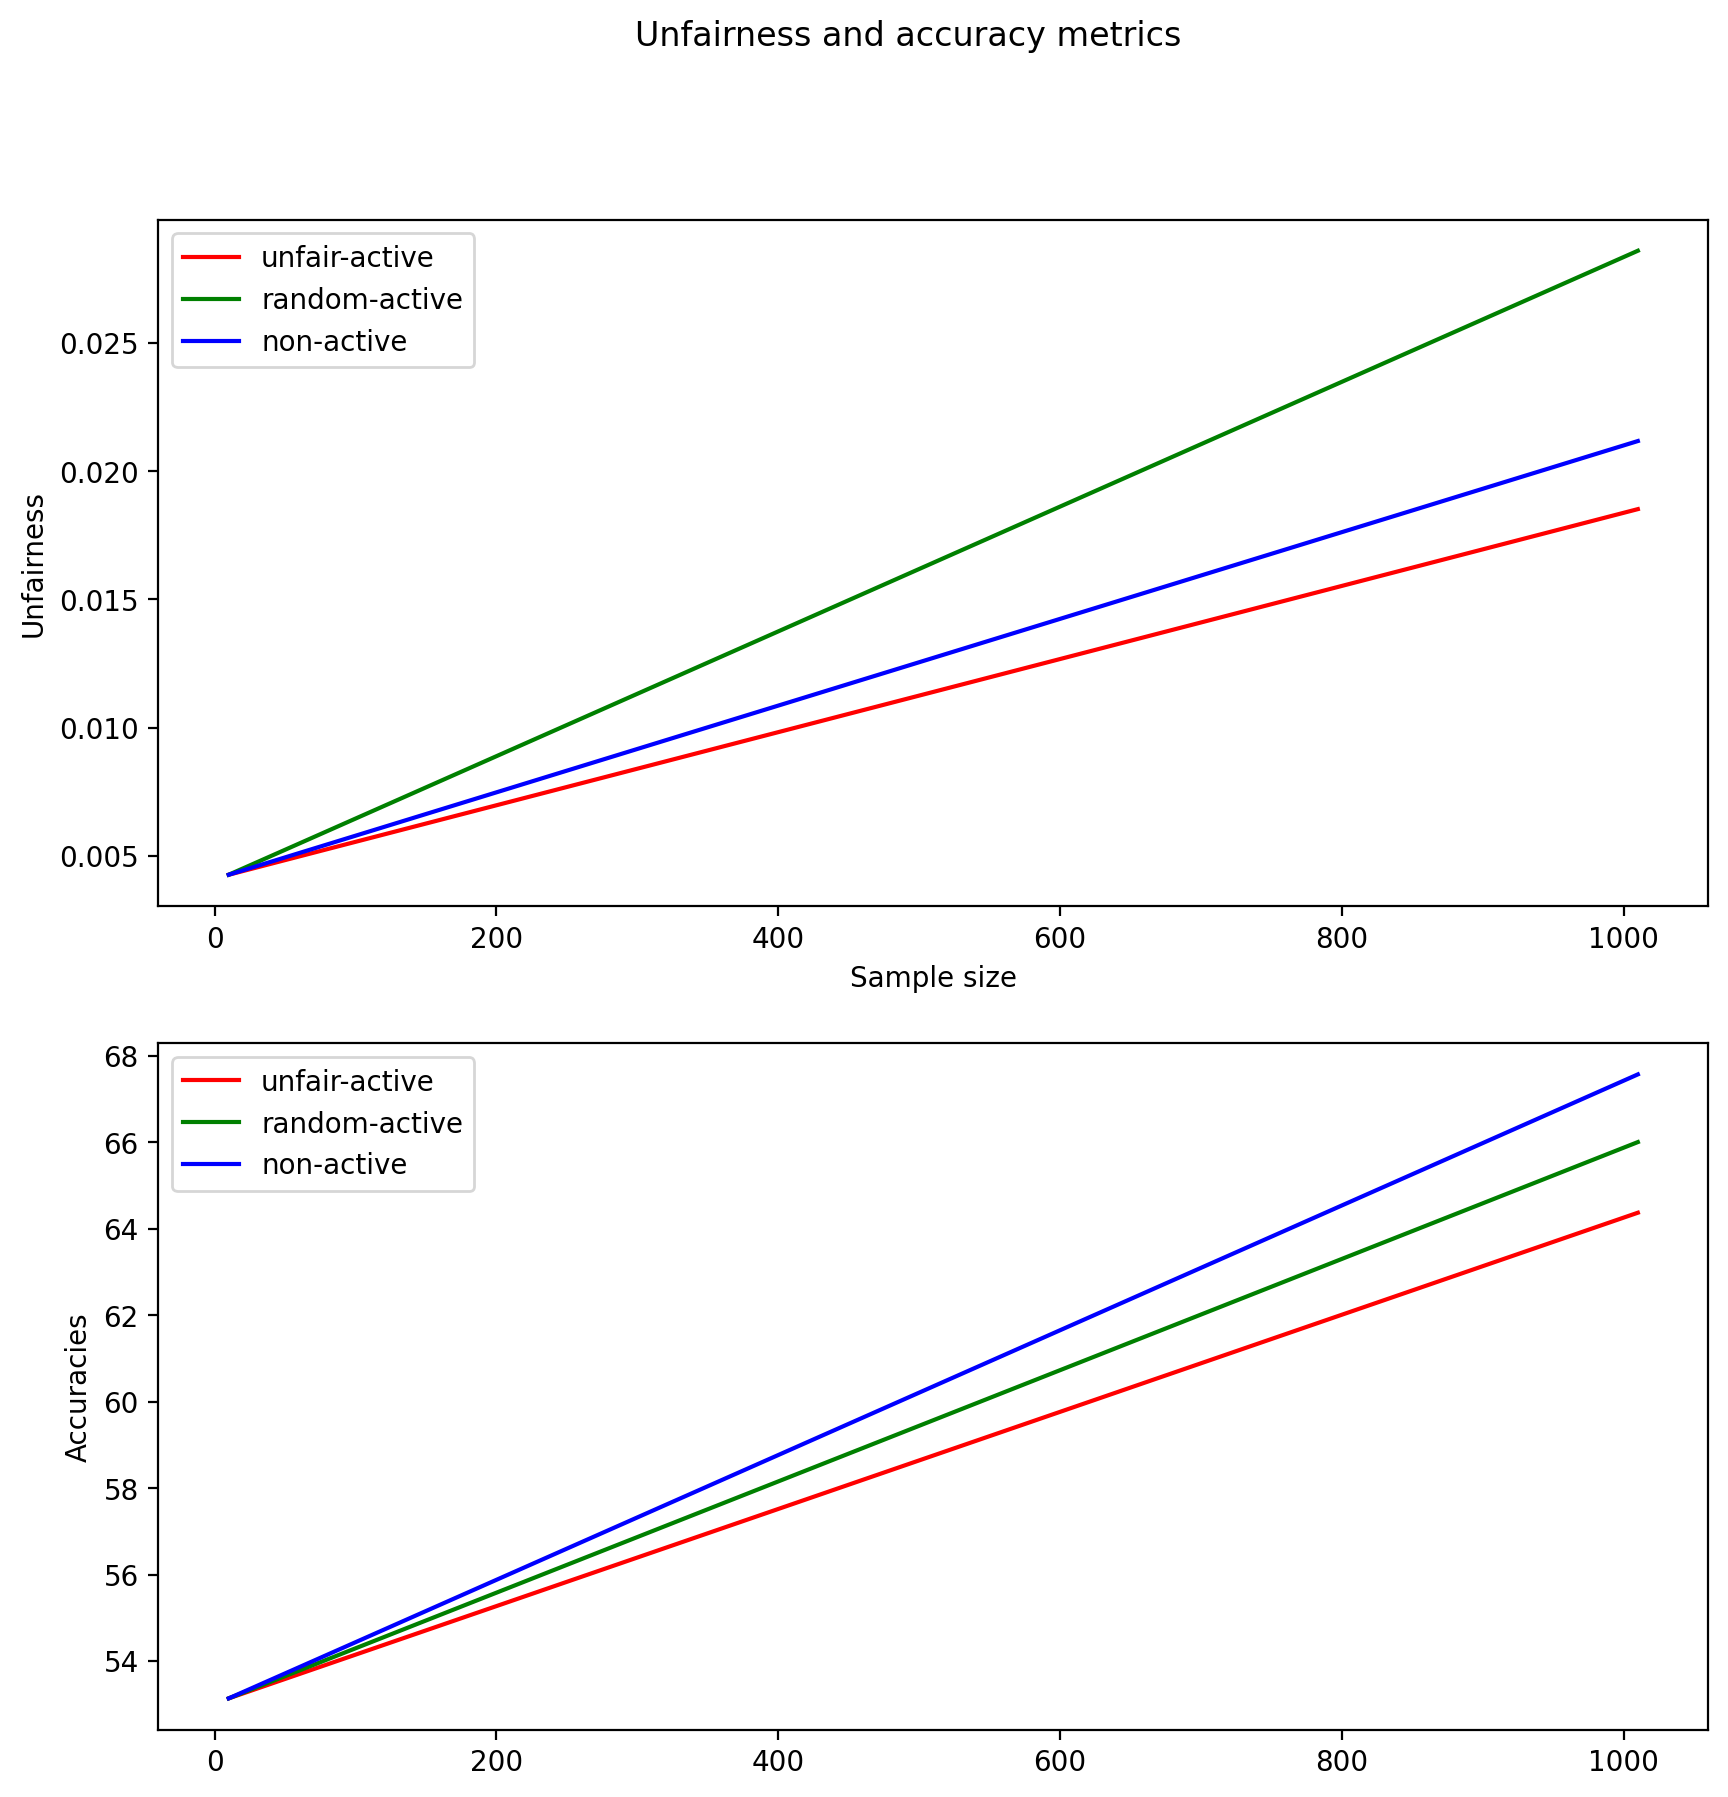 Unfairness and accuracy metrics
unfair-active
random-active
non-active
0.025
0.020
0.015
0.010
0.005
Unfairness
0 200 400 600 800 1000
Sample size
unfair-active
random-active
non-active
68
66
64
62
60
58
56
54
Accuracies
0 200 400 600 800 1000